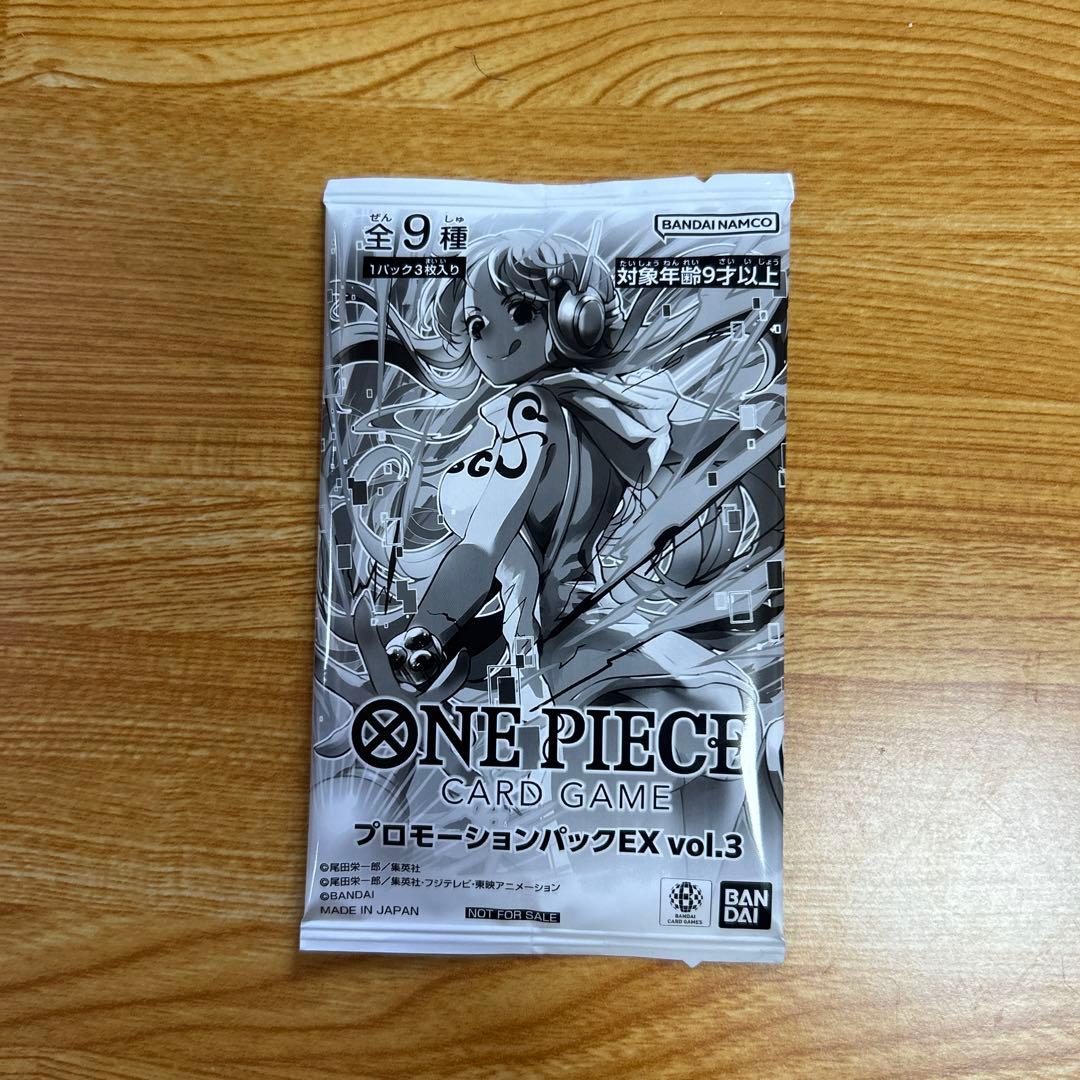 ぜん しゅ
全9種
まい い
1パック3枚入り
BANDAI NAMCO
たいしょうねんれい さい いじょう
対象年齢9才以上
ONE PIECE
CARD GAME
プロモーションパックEX vol.3
©尾田栄一郎/集英社
©尾田栄一郎/集英社・フジテレビ・東映アニメーション
©BANDAI
MADE IN JAPAN
NOT FOR SALE
BANDAI
CARD GAMES
BAN
DAI